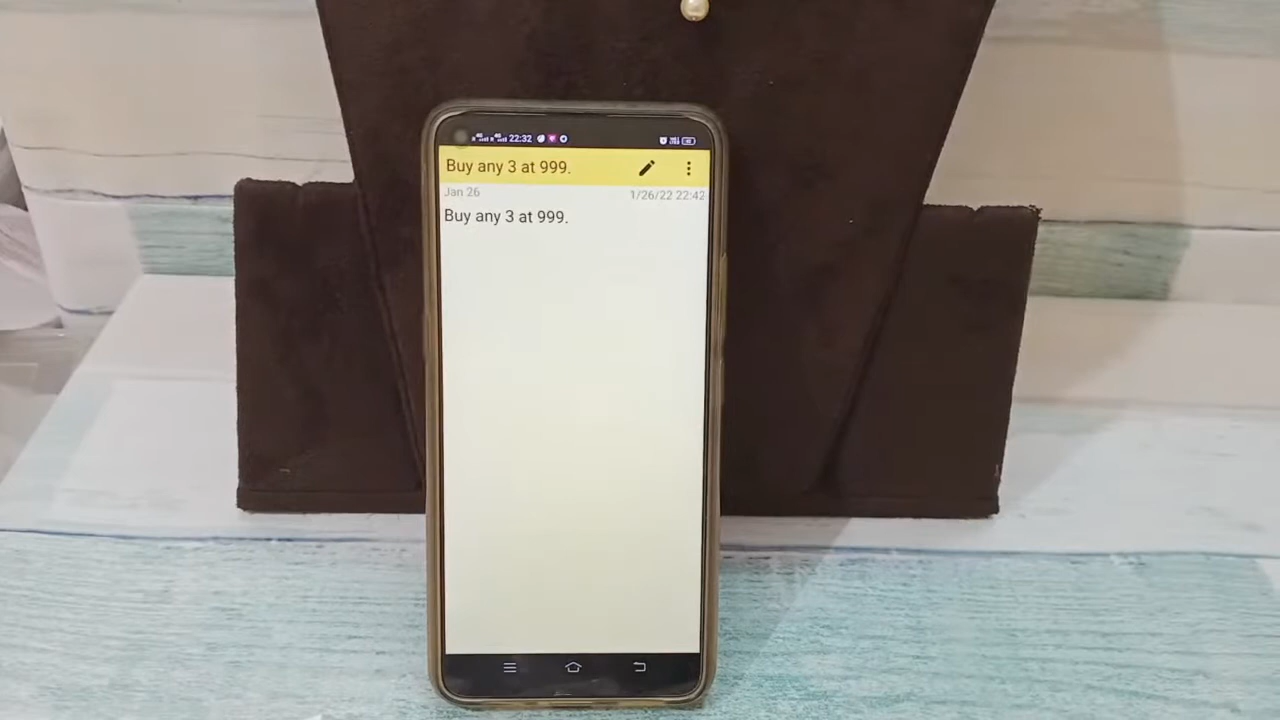 22:32
Buy any 3 at 999.
Jan 26
1/26/22 22:42
Buy any 3 at 999.